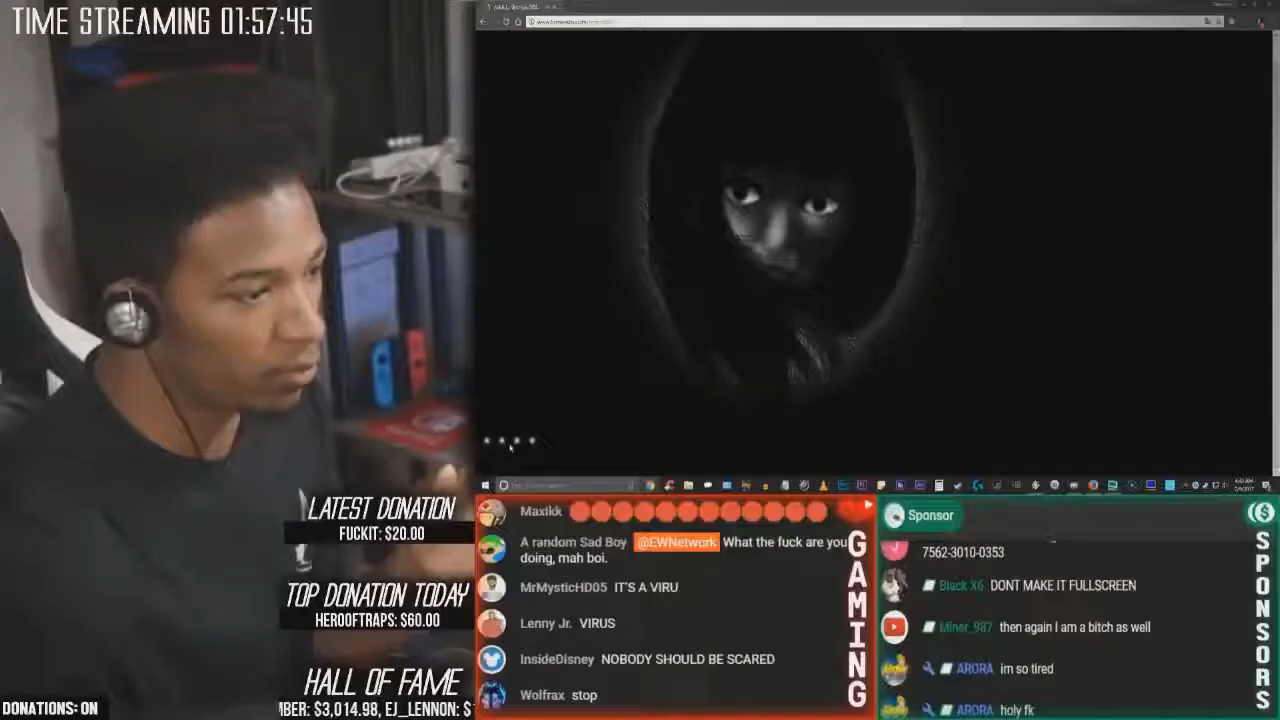 TIME STREAMING 01:57:45
LATEST DONATION
FUCKIT: $20.00
TOP DONATION TODAY
HEROOFTRAPS: $60.00
HALL OF FAME
MBER: $3,014.98, EJ_LENNON: $
DONATIONS: ON
Maxikk
A random Sad Boy @EWNetwork What the fuck are you
doing, mah boi.
MrMysticHD05 IT'S A VIRU
Lenny Jr. VIRUS
InsideDisney NOBODY SHOULD BE SCARED
Wolfrax stop
GAMING
Sponsor
7562-3010-0353
Black X6 DONT MAKE IT FULLSCREEN
Miner_987 then again I am a bitch as well
ARORA im so tired
ARORA holy fk
SPONSORS